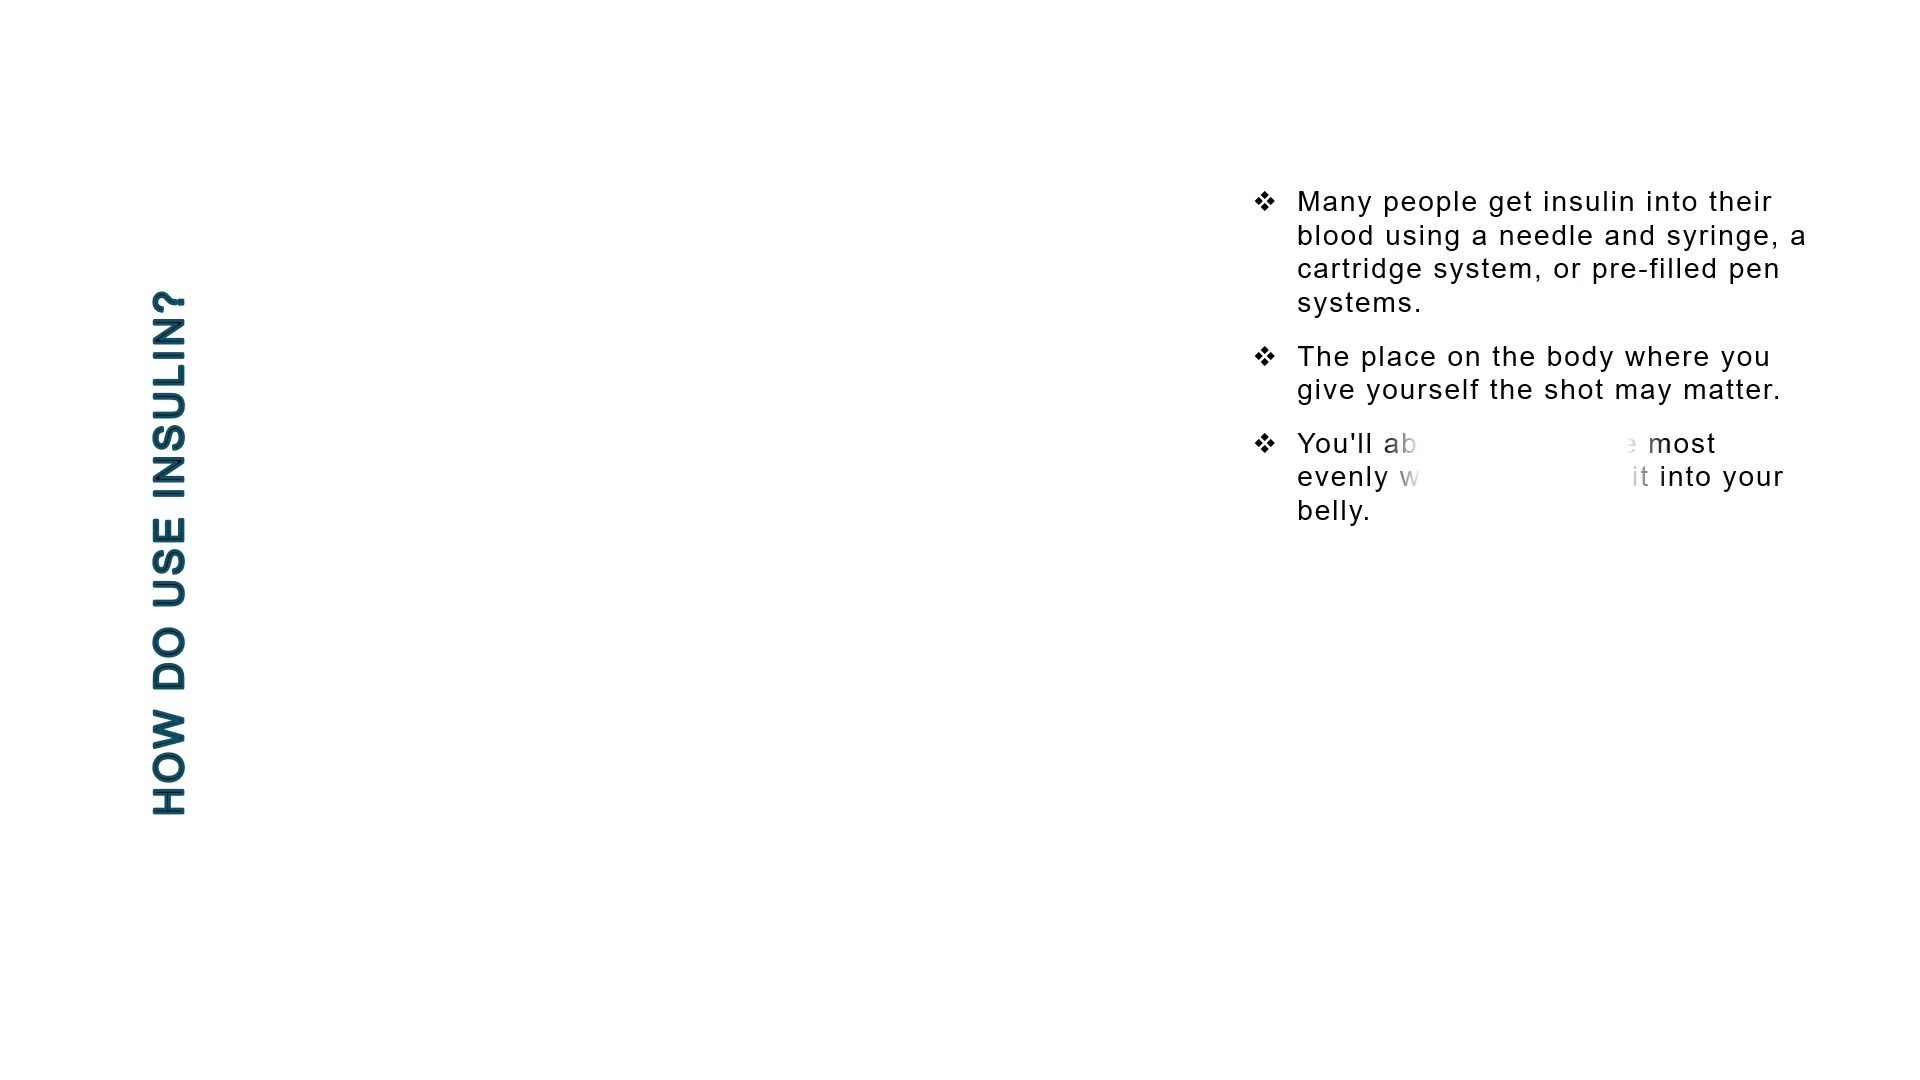 HOW DO USE INSULIN?
❖ Many people get insulin into their
blood using a needle and syringe, a
cartridge system, or pre-filled pen
systems.
❖ The place on the body where you
give yourself the shot may matter.
❖ You'll most
evenly it into your
belly.